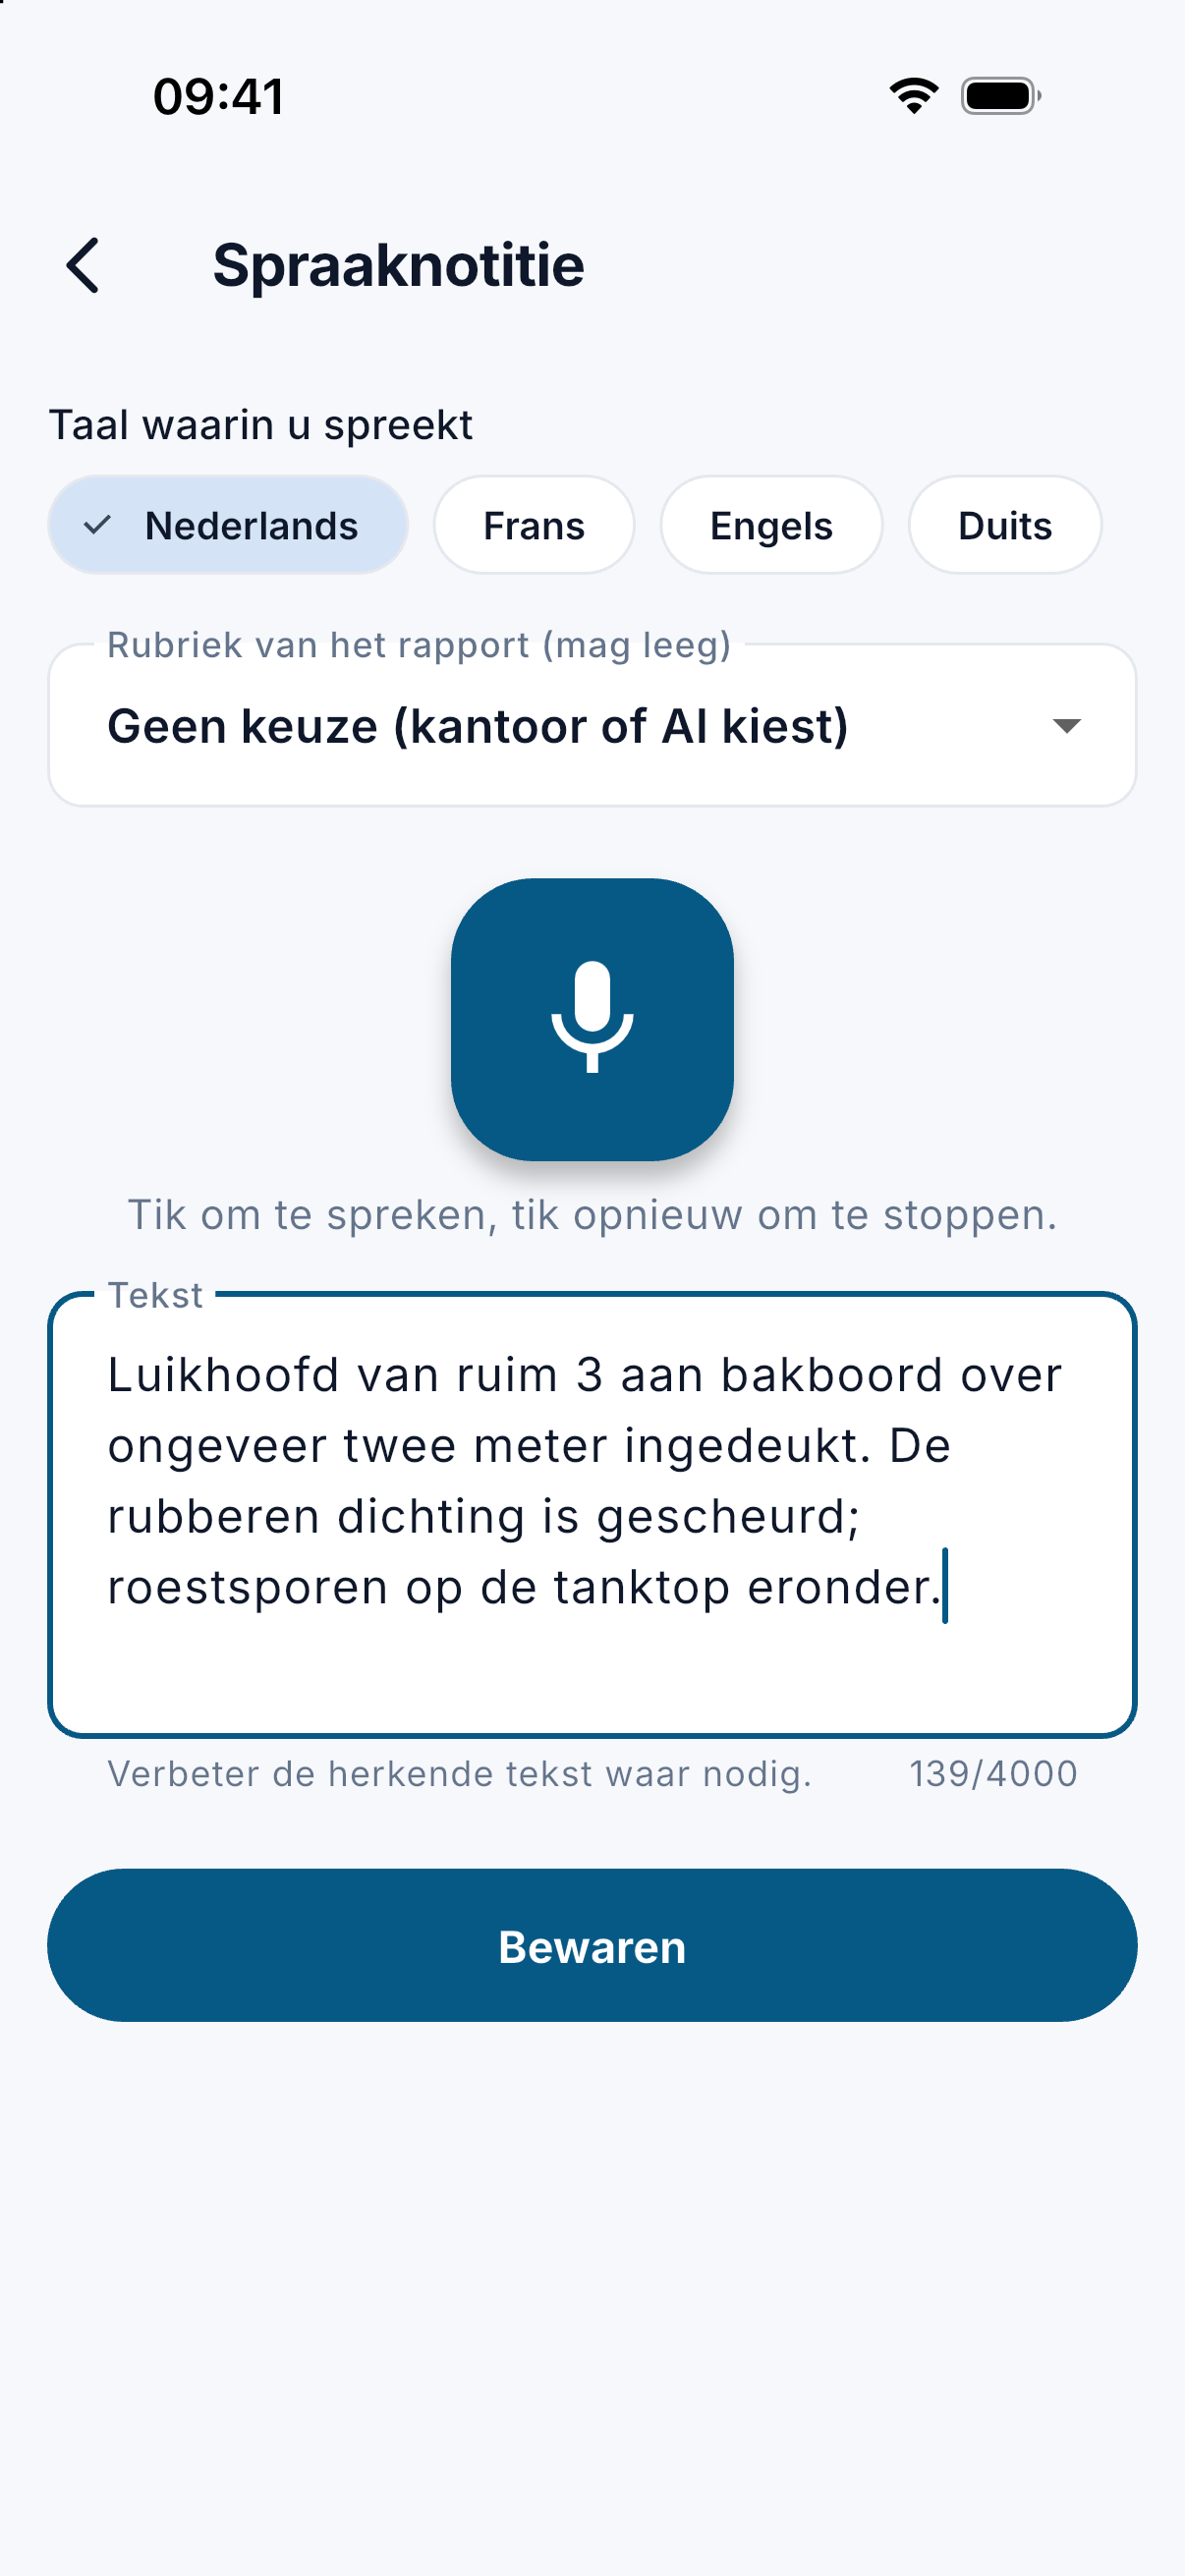 09:41
Spraaknotitie
Taal waarin u spreekt
Nederlands Frans Engels Duits
Rubriek van het rapport (mag leeg)
Geen keuze (kantoor of AI kiest)
Tik om te spreken, tik opnieuw om te stoppen.
Tekst
Luikhoofd van ruim 3 aan bakboord over
ongeveer twee meter ingedeukt. De
rubberen dichting is gescheurd;
roestsporen op de tanktop eronder.
Verbeter de herkende tekst waar nodig. 139/4000
Bewaren